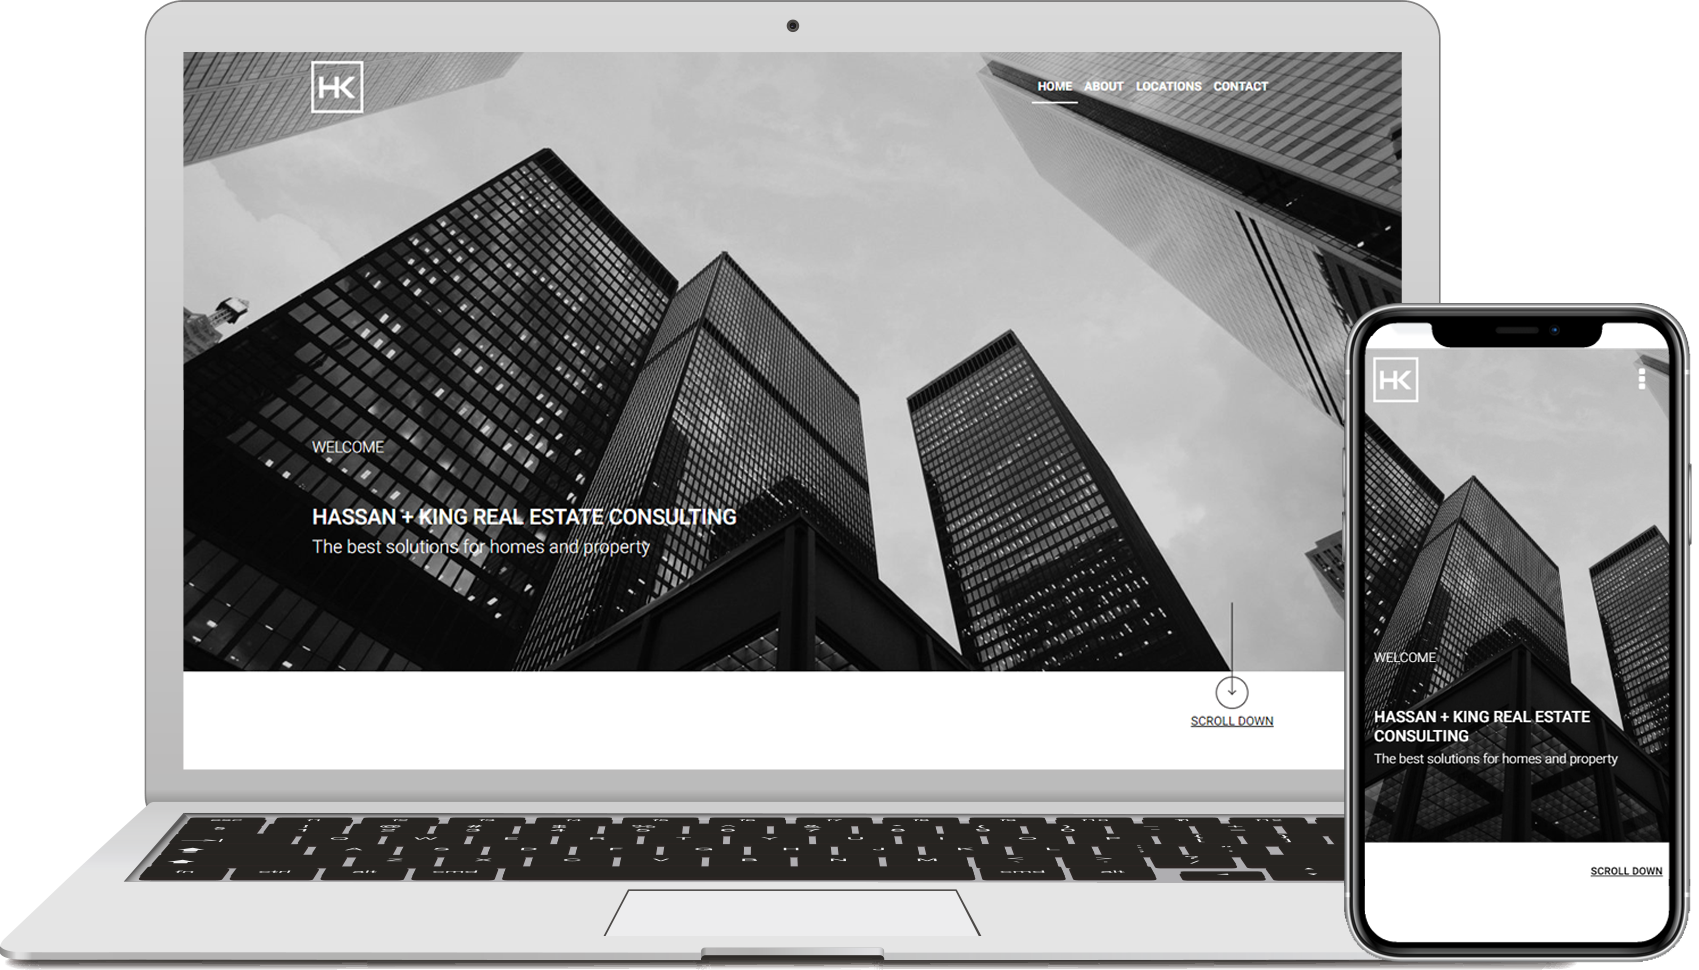 HK
HOME ABOUT LOCATIONS CONTACT
WELCOME
HASSAN + KING REAL ESTATE CONSULTING
The best solutions for homes and property
SCROLL DOWN
HK
WELCOME
HASSAN + KING REAL ESTATE
CONSULTING
The best solutions for homes and property
SCROLL DOWN